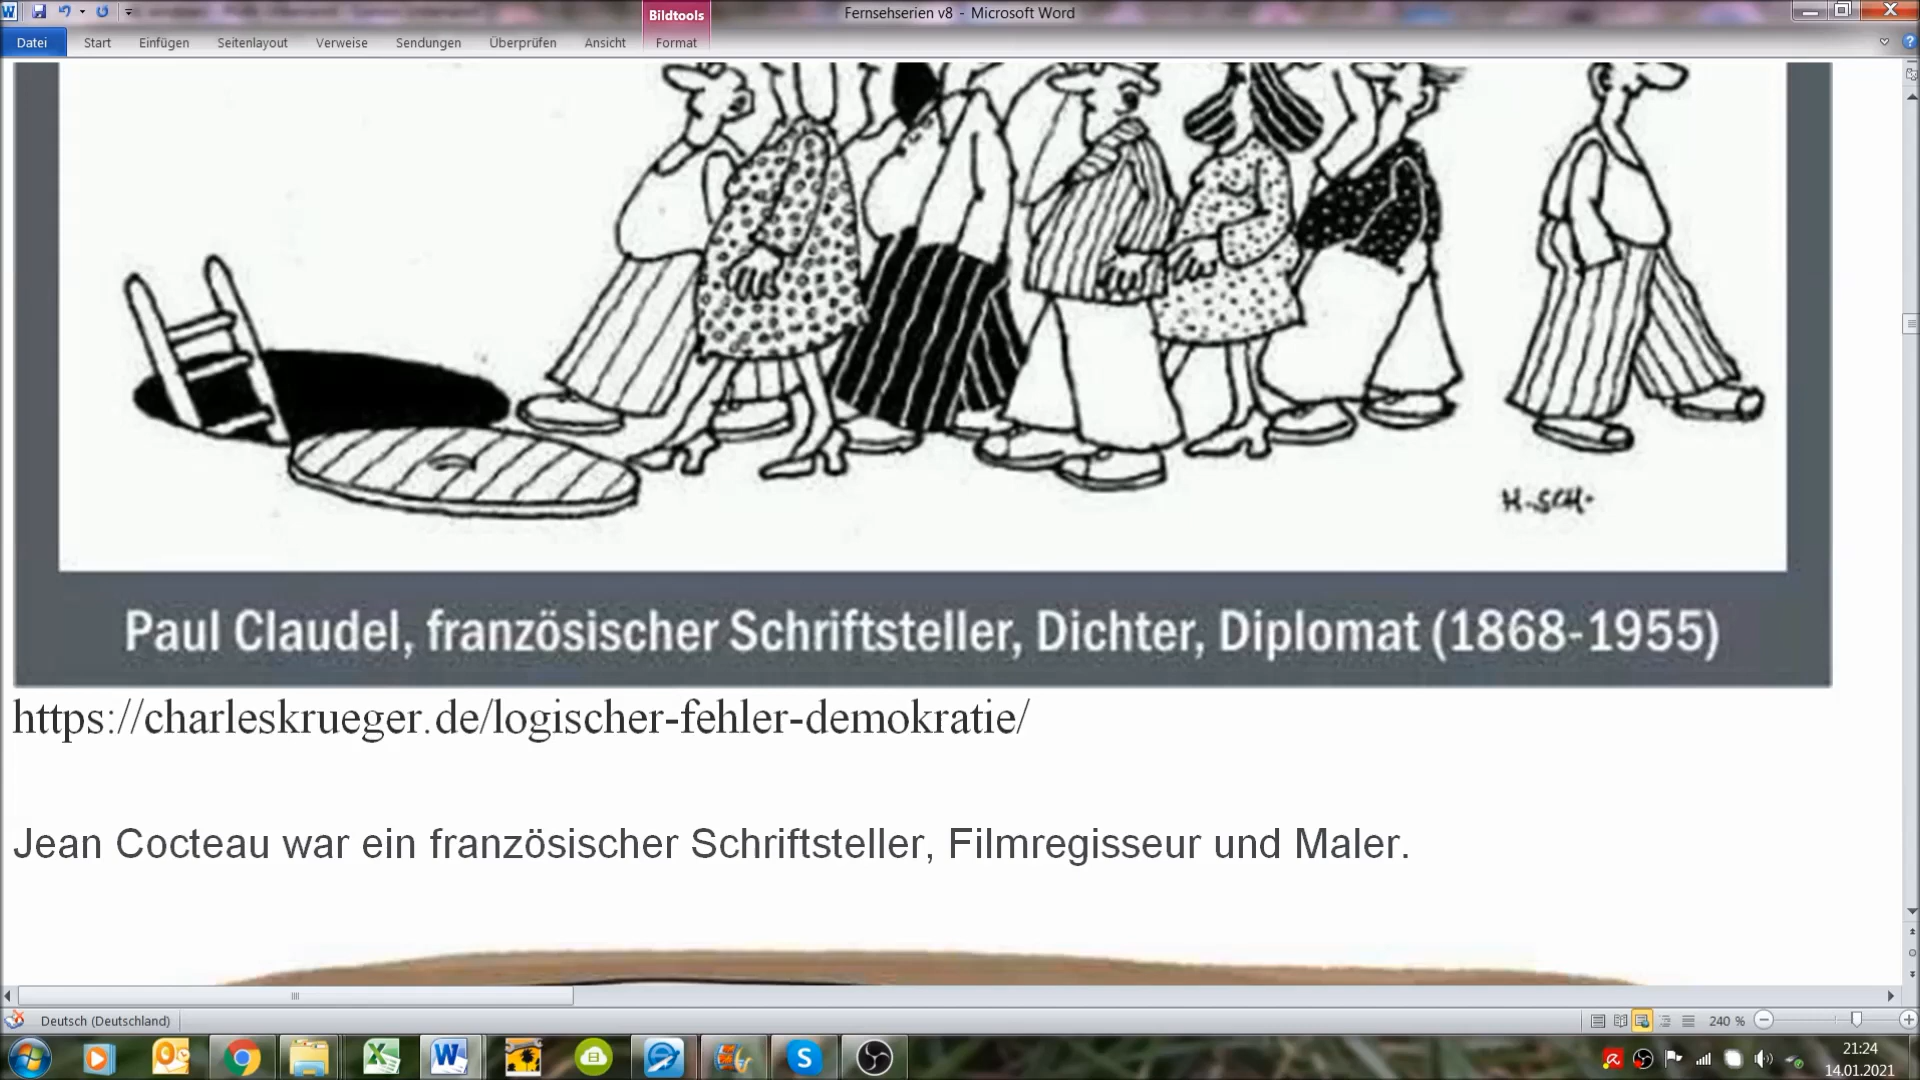 Fernsehserien v8 - Microsoft Word
Bildtools
Datei Start Einfügen Seitenlayout Verweise Sendungen Überprüfen Ansicht Format
H.SCH.
Paul Claudel, französischer Schriftsteller, Dichter, Diplomat (1868-1955)
https://charleskrueger.de/logischer-fehler-demokratie/
Jean Cocteau war ein französischer Schriftsteller, Filmregisseur und Maler.
Deutsch (Deutschland)
240 %
21:24
14.01.2021